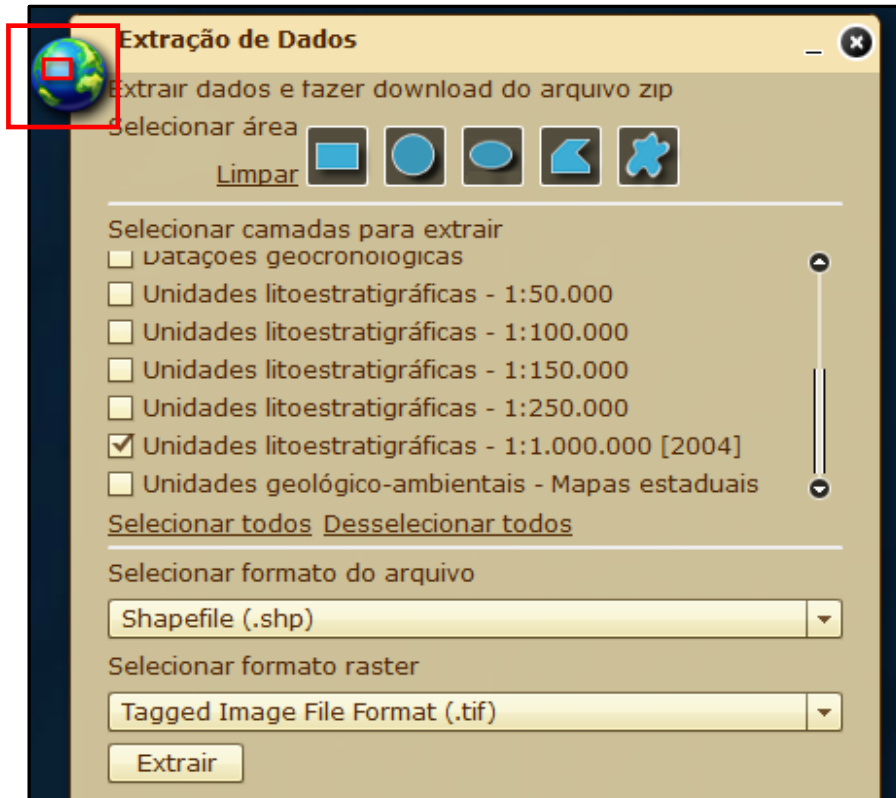 Extração de Dados
Extrair dados e fazer download do arquivo zip
Selecionar área
Limpar
Selecionar camadas para extrair
Datações geocronológicas
Unidades litoestratigráficas - 1:50.000
Unidades litoestratigráficas - 1:100.000
Unidades litoestratigráficas - 1:150.000
Unidades litoestratigráficas - 1:250.000
Unidades litoestratigráficas - 1:1.000.000 [2004]
Unidades geológico-ambientais - Mapas estaduais
Selecionar todos Desselecionar todos
Selecionar formato do arquivo
Shapefile (.shp)
Selecionar formato raster
Tagged Image File Format (.tif)
Extrair